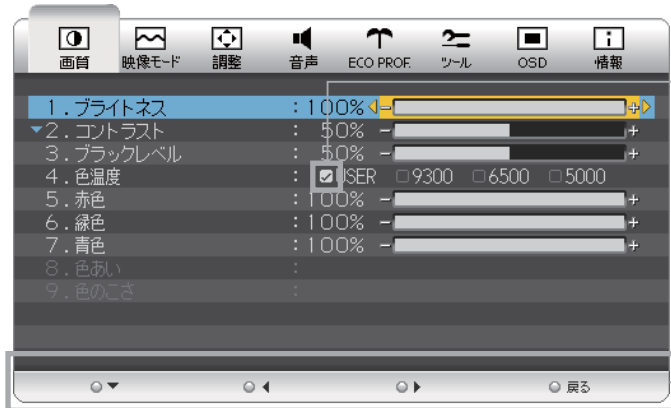 画質 映像モード 調整 音声 ECO PROF. ツール OSD 情報
1.ブライトネス :100% - +
2.コントラスト : 50% - +
3.ブラックレベル : 50% - +
4.色温度 : USER 9300 6500 5000
5.赤色 :100% - +
6.緑色 :100% - +
7.青色 :100% - +
8.色あい :
9.色のこさ :
戻る